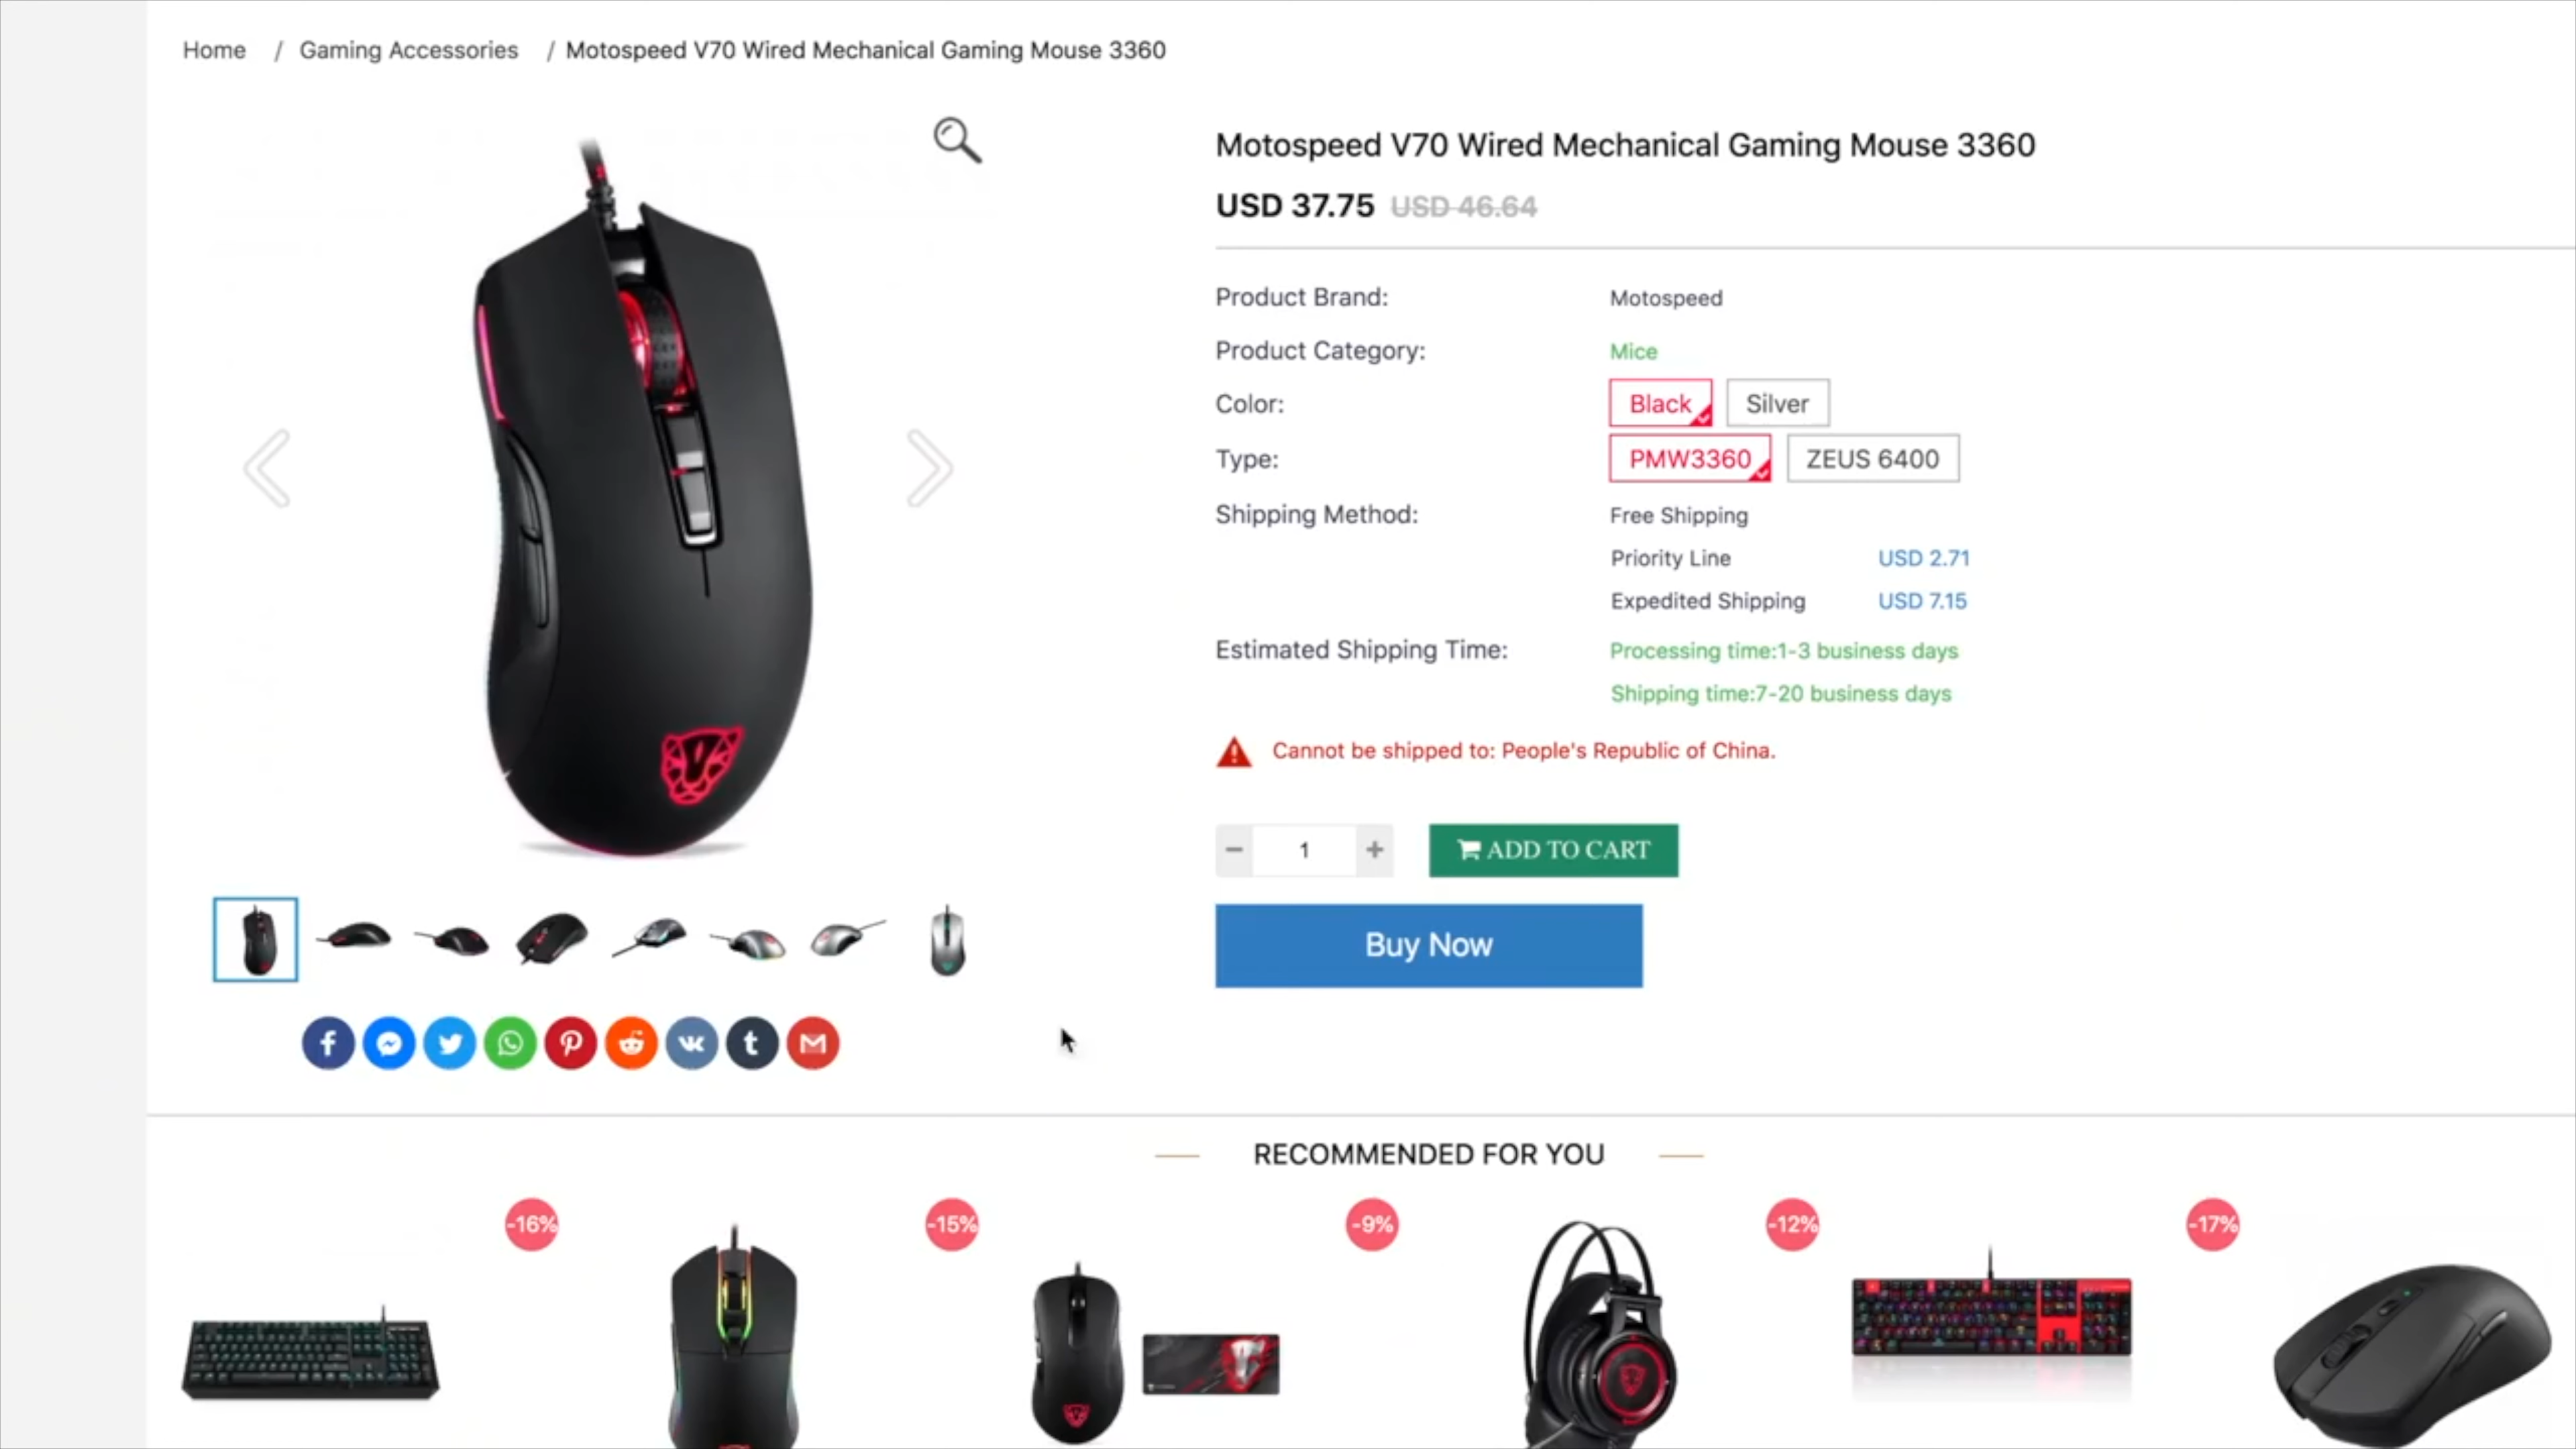 Home / Gaming Accessories / Motospeed V70 Wired Mechanical Gaming Mouse 3360
Motospeed V70 Wired Mechanical Gaming Mouse 3360
USD 37.75 USD 46.64
Product Brand: Motospeed
Product Category: Mice
Color: Black Silver
Type: PMW3360 ZEUS 6400
Shipping Method: Free Shipping
Priority Line USD 2.71
Expedited Shipping USD 7.15
Estimated Shipping Time: Processing time:1-3 business days
Shipping time:7-20 business days
Cannot be shipped to: People's Republic of China.
− 1 + ADD TO CART
Buy Now
RECOMMENDED FOR YOU
-16% -15% -9% -12% -17%